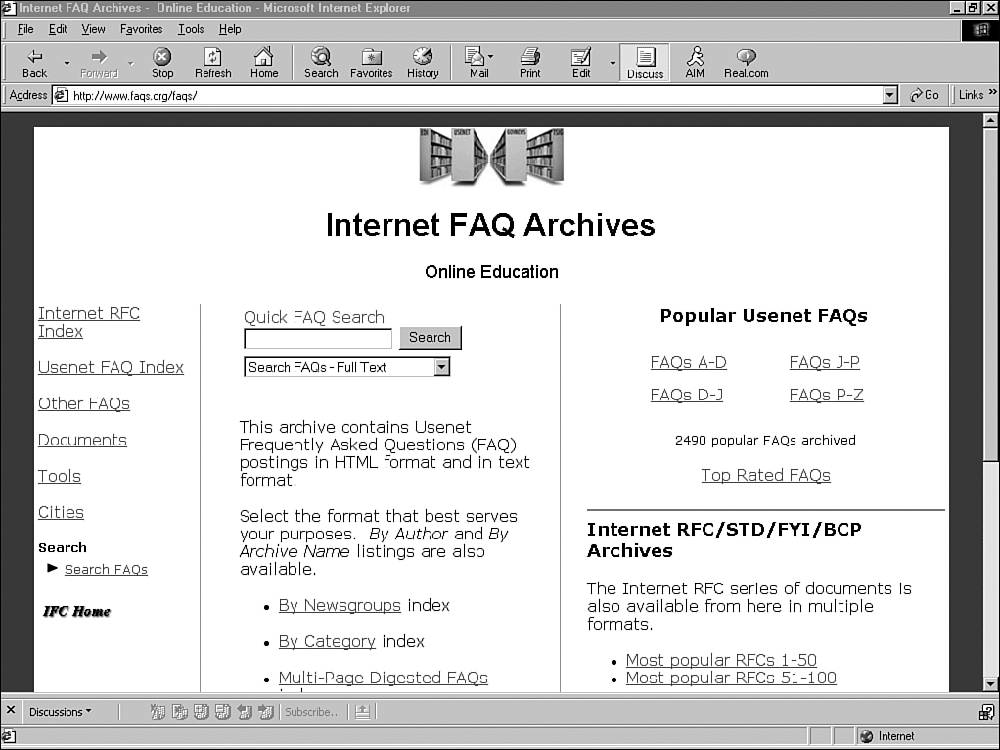 Internet FAQ Archives - Online Education - Microsoft Internet Explorer
File Edit View Favorites Tools Help
Back Forward Stop Refresh Home Search Favorites History Mail Print Edit Discuss AIM Real.com
Address http://www.faqs.org/faqs/ Go Links »
USENET
Internet FAQ Archives
Online Education
Internet RFC
Index
Usenet FAQ Index
Other FAQs
Documents
Tools
Cities
Search
Search FAQs
IFC Home
Quick FAQ Search
Search
Search FAQs - Full Text
This archive contains Usenet
Frequently Asked Questions (FAQ)
postings in HTML format and in text
format
Select the format that best serves
your purposes. By Author and By
Archive Name listings are also
available.
• By Newsgroups index
• By Category index
• Multi-Page Digested FAQs
Popular Usenet FAQs
FAQs A-D FAQs J-P
FAQs D-J FAQs P-Z
2490 popular FAQs archived
Top Rated FAQs
Internet RFC/STD/FYI/BCP
Archives
The Internet RFC series of documents is
also available from here in multiple
formats.
• Most popular RFCs 1-50
• Most popular RFCs 51-100
Discussions Subscribe..
Internet